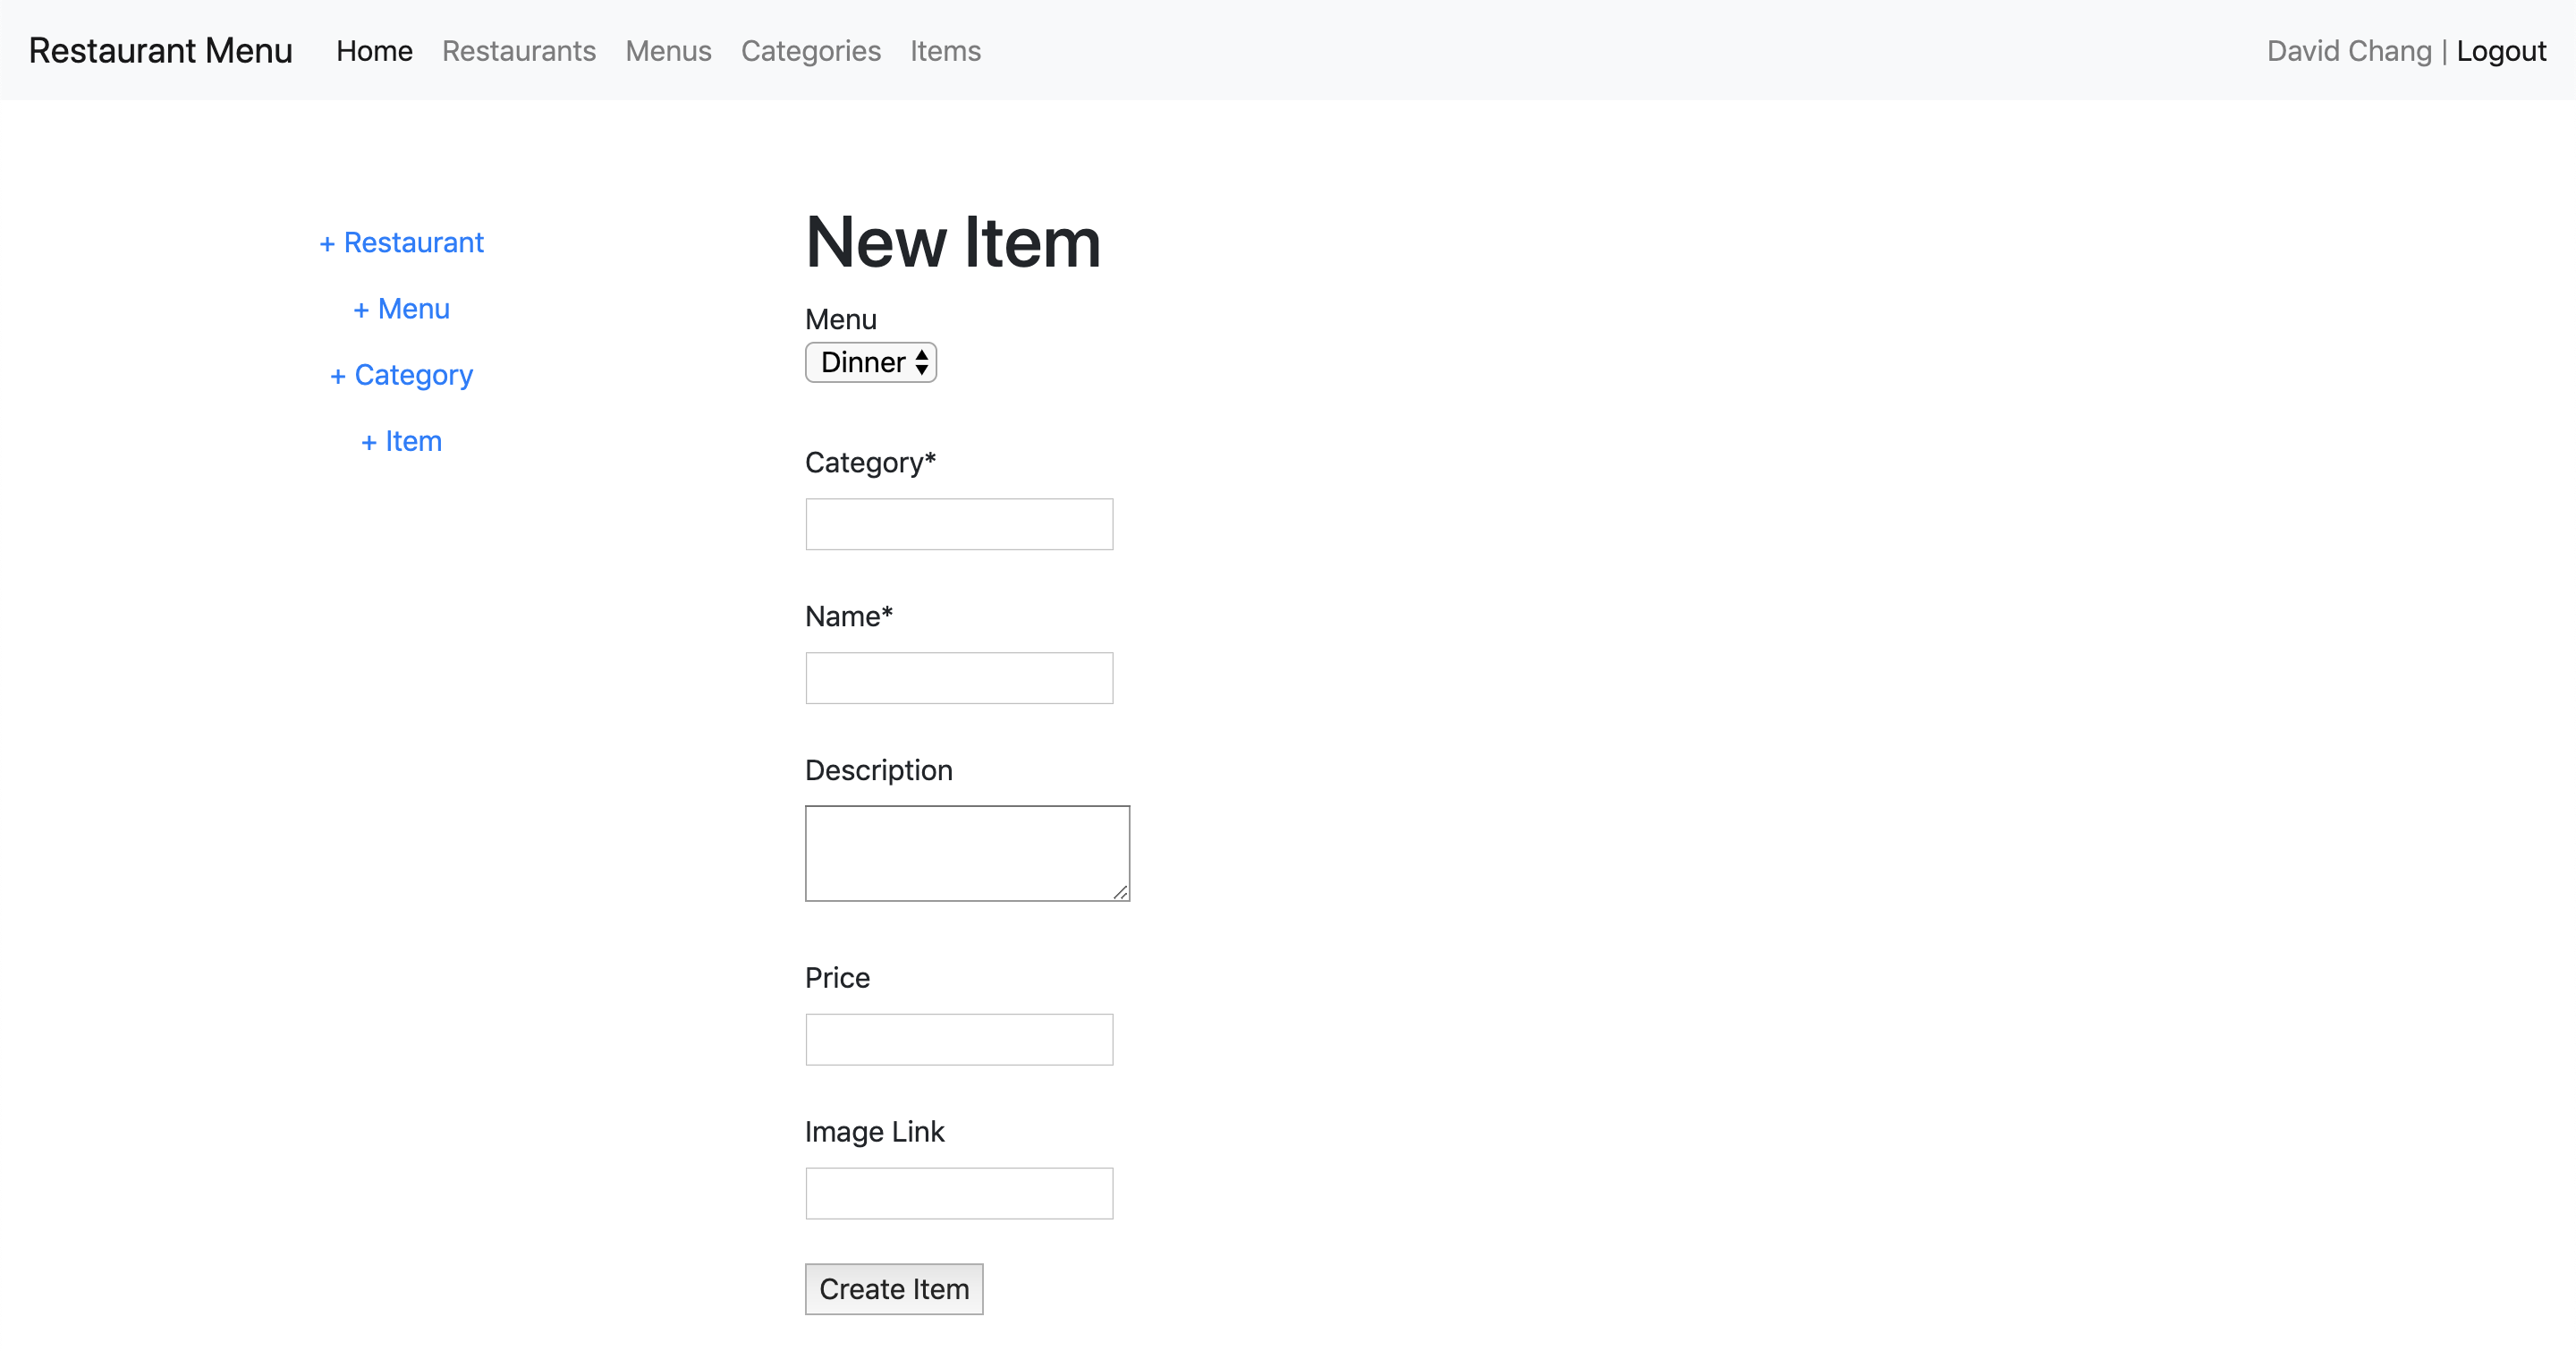 Restaurant Menu Home Restaurants Menus Categories Items David Chang | Logout
+ Restaurant
+ Menu
+ Category
+ Item
New Item
Menu
Dinner
Category*
Name*
Description
Price
Image Link
Create Item